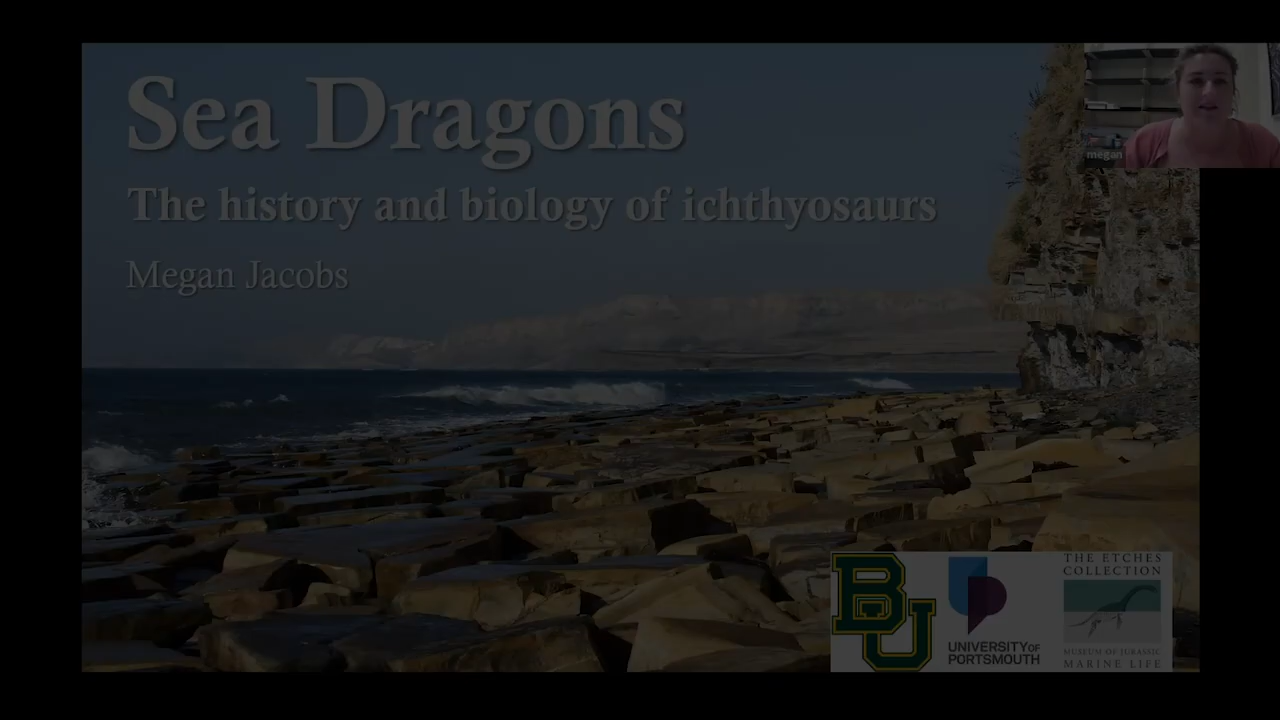 Sea Dragons
The history and biology of ichthyosaurs
Megan Jacobs
megan
BU
UNIVERSITY OF
PORTSMOUTH
THE ETCHES
COLLECTION
MUSEUM OF JURASSIC
MARINE LIFE